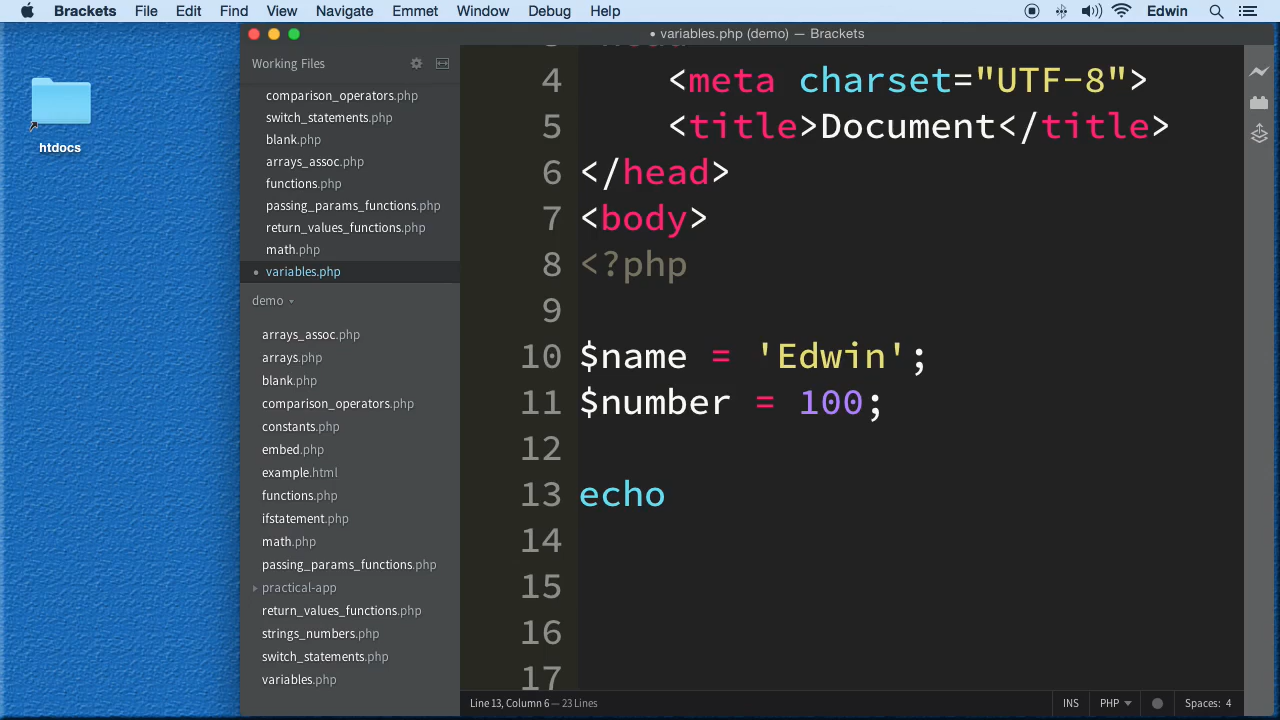 Brackets File Edit Find View Navigate Emmet Window Debug Help Edwin
variables.php (demo) — Brackets
htdocs
Working Files
comparison_operators.php
switch_statements.php
blank.php
arrays_assoc.php
functions.php
passing_params_functions.php
return_values_functions.php
math.php
variables.php
demo
arrays_assoc.php
arrays.php
blank.php
comparison_operators.php
constants.php
embed.php
example.html
functions.php
ifstatement.php
math.php
passing_params_functions.php
practical-app
return_values_functions.php
strings_numbers.php
switch_statements.php
variables.php
4 <meta charset="UTF-8">
5 <title>Document</title>
6 </head>
7 <body>
8 <?php
9
10 $name = 'Edwin';
11 $number = 100;
12
13 echo
14
15
16
17
Line 13, Column 6 — 23 Lines INS PHP Spaces: 4